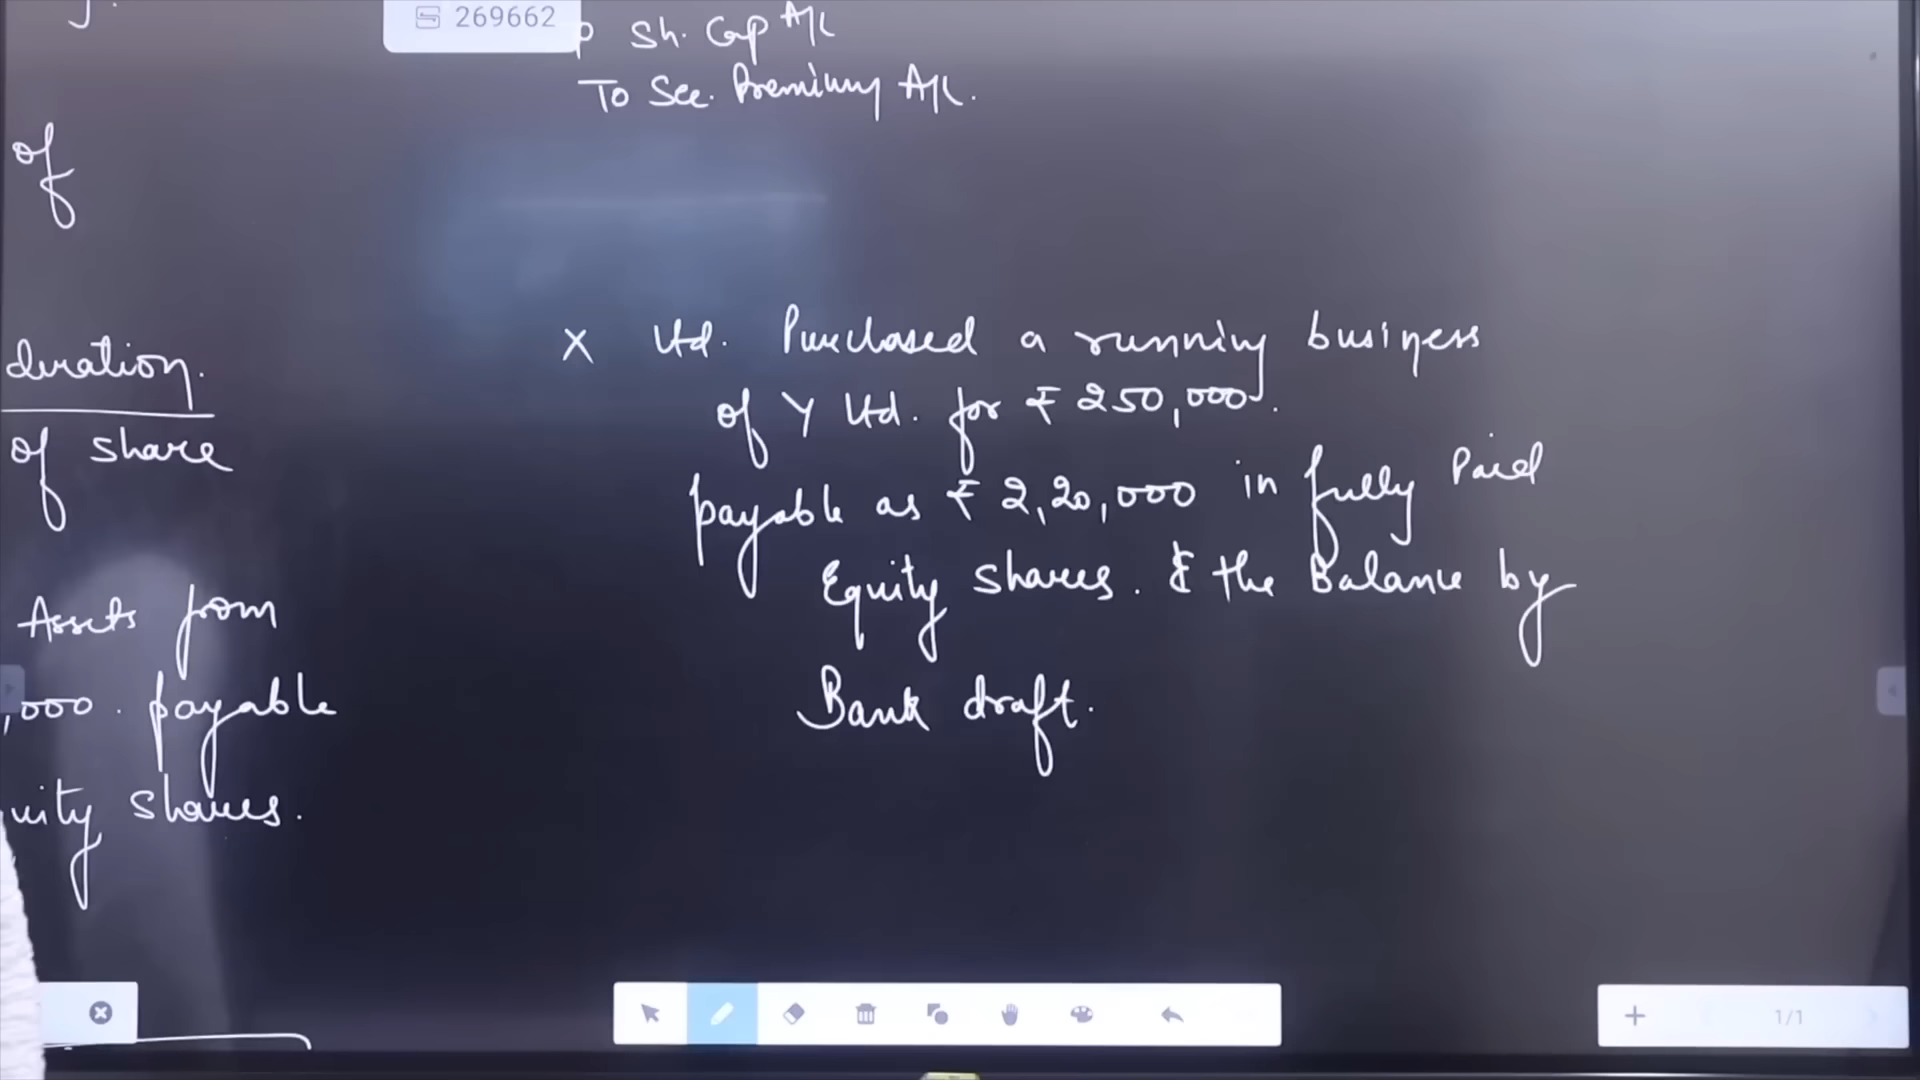 269662
Sh. Cap A/c
To Sec. Premium A/c.
of
of share
Assets from
,000. payable
uity shares.
X Ltd. Purchased a running business
of Y Ltd. for ₹ 250,000.
payable as ₹ 2,20,000 in fully Paid
Equity shares. & the Balance by
Bank draft.
1/1